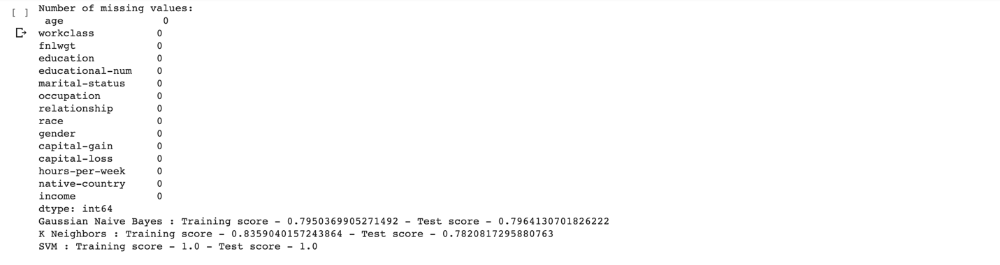 [ ] Number of missing values:
age 0
workclass 0
fnlwgt 0
education 0
educational-num 0
marital-status 0
occupation 0
relationship 0
race 0
gender 0
capital-gain 0
capital-loss 0
hours-per-week 0
native-country 0
income 0
dtype: int64
Gaussian Naive Bayes : Training score - 0.7950369905271492 - Test score - 0.7964130701826222
K Neighbors : Training score - 0.8359040157243864 - Test score - 0.7820817295880763
SVM : Training score - 1.0 - Test score - 1.0